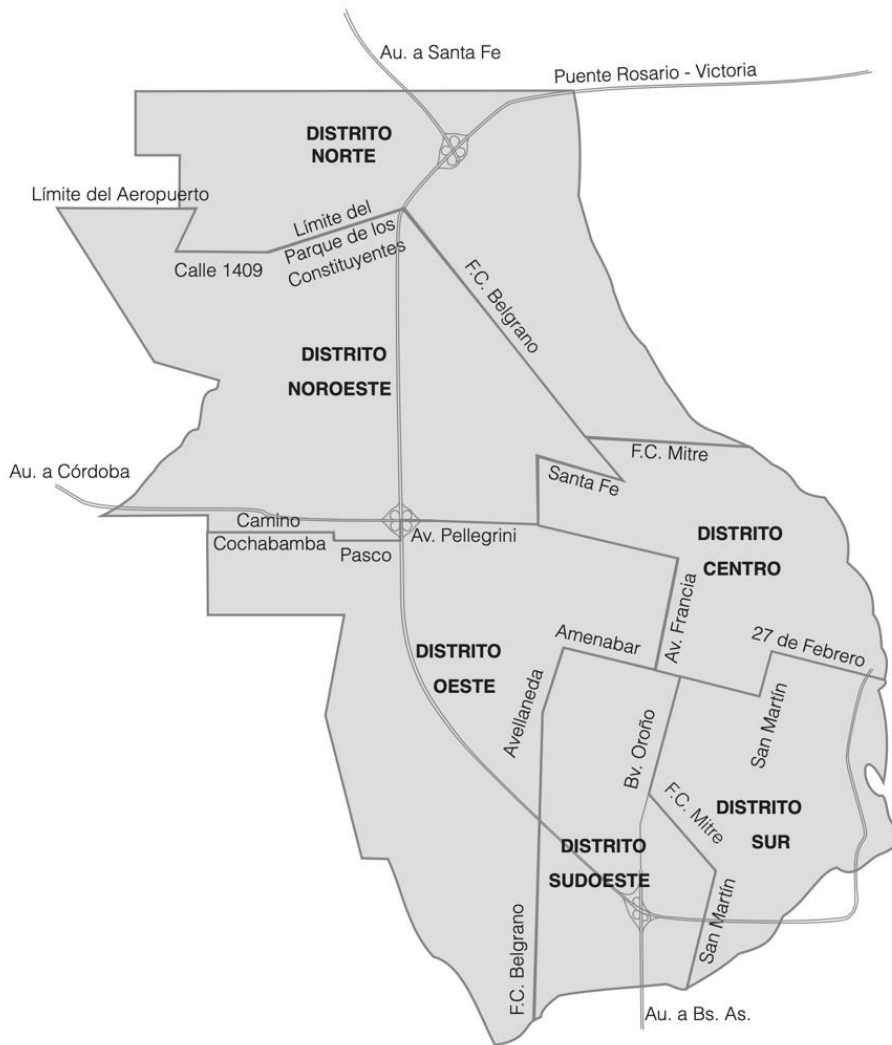 Au. a Santa Fe
Puente Rosario - Victoria
DISTRITO
NORTE
Límite del Aeropuerto
Límite del
Parque de los
Constituyentes
Calle 1409
F.C. Belgrano
DISTRITO
NOROESTE
F.C. Mitre
Santa Fe
Au. a Córdoba
Camino
Cochabamba
Pasco
Av. Pellegrini
DISTRITO
CENTRO
Av. Francia
Amenabar
27 de Febrero
DISTRITO
OESTE
Avellaneda
Bv. Oroño
San Martín
F.C. Mitre
DISTRITO
SUR
DISTRITO
SUDOESTE
San Martín
F.C. Belgrano
Au. a Bs. As.